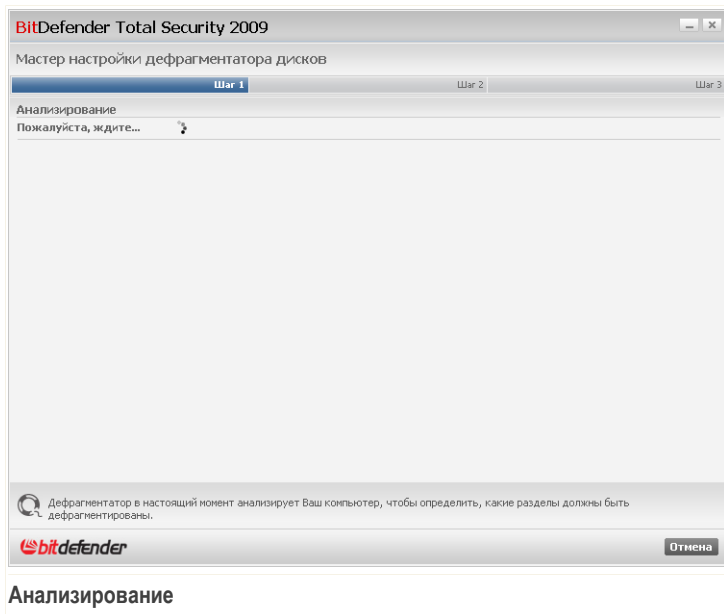 BitDefender Total Security 2009
Мастер настройки дефрагментатора дисков
Шаг 1 Шаг 2 Шаг 3
Анализирование
Пожалуйста, ждите...
Дефрагментатор в настоящий момент анализирует Ваш компьютер, чтобы определить, какие разделы должны быть
дефрагментированы.
bitdefender
Отмена
Анализирование